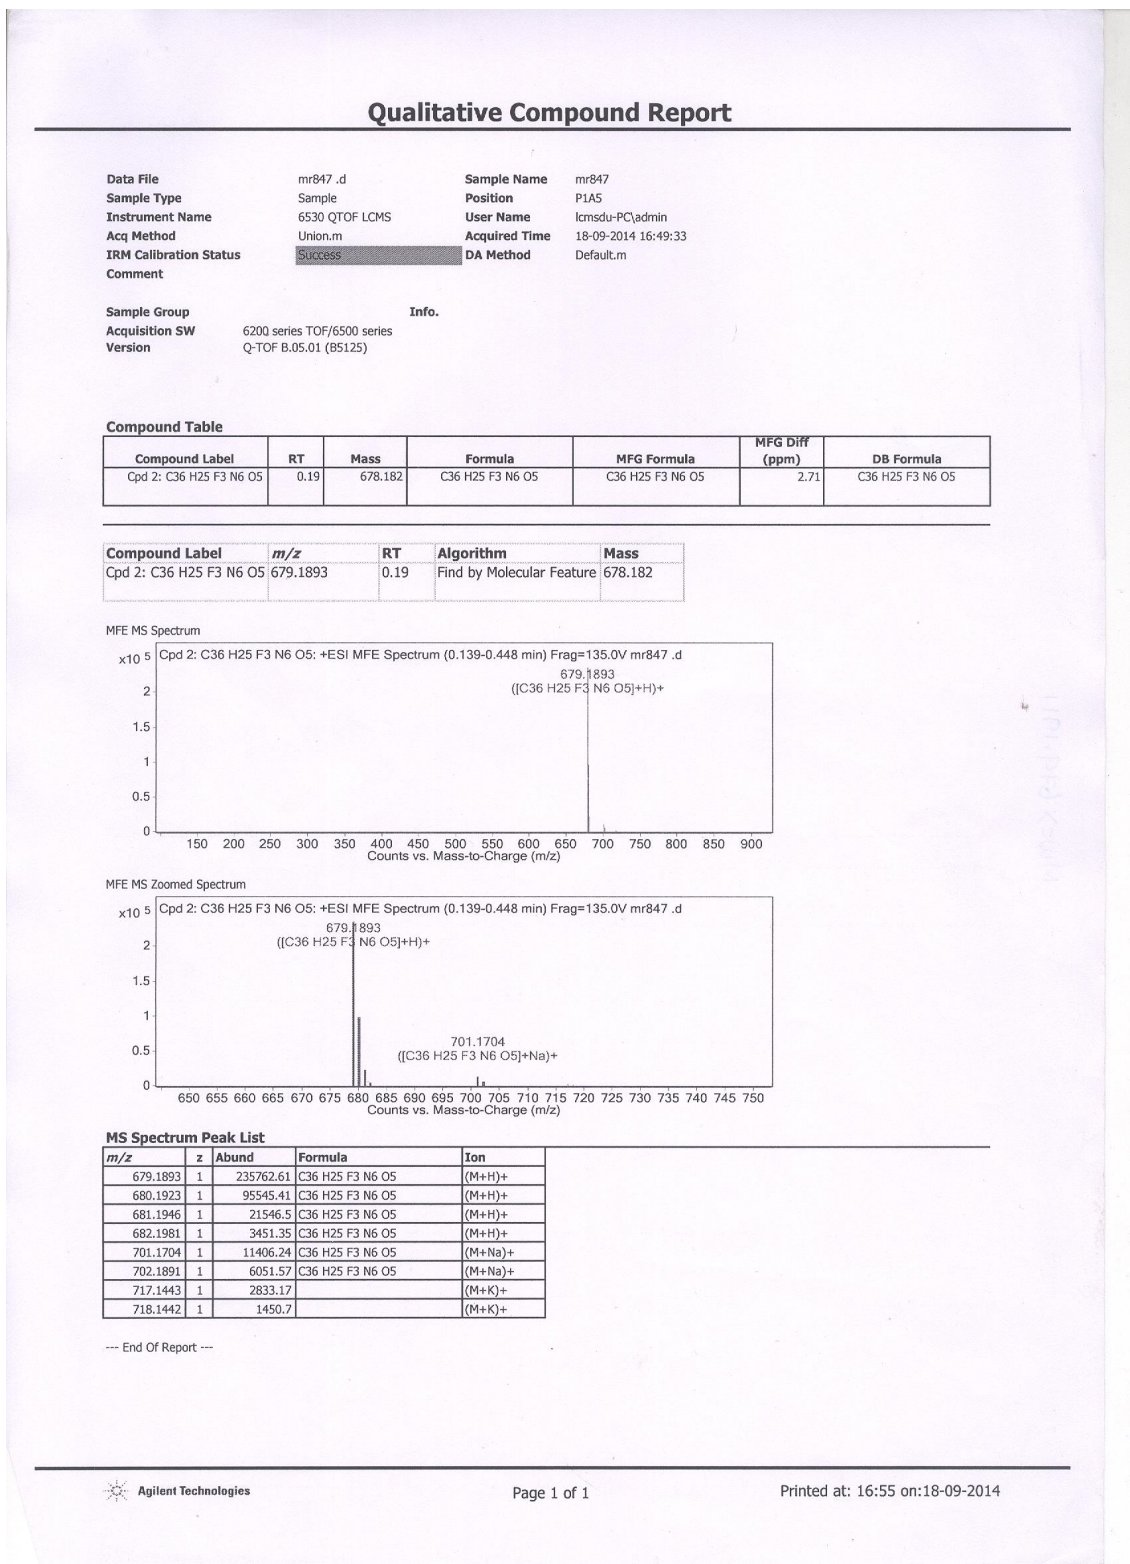 Qualitative Compound Report
Data File mr847 .d Sample Name mr847
Sample Type Sample Position P1A5
Instrument Name 6530 QTOF LCMS User Name lcmsdu-PC\admin
Acq Method Union.m Acquired Time 18-09-2014 16:49:33
IRM Calibration Status Success DA Method Default.m
Comment
Sample Group Info.
Acquisition SW 6200 series TOF/6500 series
Version Q-TOF B.05.01 (B5125)
Compound Table
Compound Label RT Mass Formula MFG Formula MFG Diff (ppm) DB Formula
Cpd 2: C36 H25 F3 N6 O5 0.19 678.182 C36 H25 F3 N6 O5 C36 H25 F3 N6 O5 2.71 C36 H25 F3 N6 O5
Compound Label m/z RT Algorithm Mass
Cpd 2: C36 H25 F3 N6 O5 679.1893 0.19 Find by Molecular Feature 678.182
MFE MS Spectrum
x10 5 Cpd 2: C36 H25 F3 N6 O5: +ESI MFE Spectrum (0.139-0.448 min) Frag=135.0V mr847 .d
679.1893
([C36 H25 F3 N6 O5]+H)+
2
1.5
1
0.5
0
150 200 250 300 350 400 450 500 550 600 650 700 750 800 850 900
Counts vs. Mass-to-Charge (m/z)
MFE MS Zoomed Spectrum
x10 5 Cpd 2: C36 H25 F3 N6 O5: +ESI MFE Spectrum (0.139-0.448 min) Frag=135.0V mr847 .d
679.1893
([C36 H25 F3 N6 O5]+H)+
2
1.5
1
701.1704
0.5 ([C36 H25 F3 N6 O5]+Na)+
0
650 655 660 665 670 675 680 685 690 695 700 705 710 715 720 725 730 735 740 745 750
Counts vs. Mass-to-Charge (m/z)
MS Spectrum Peak List
m/z z Abund Formula Ion
679.1893 1 235762.61 C36 H25 F3 N6 O5 (M+H)+
680.1923 1 95545.41 C36 H25 F3 N6 O5 (M+H)+
681.1946 1 21546.5 C36 H25 F3 N6 O5 (M+H)+
682.1981 1 3451.35 C36 H25 F3 N6 O5 (M+H)+
701.1704 1 11406.24 C36 H25 F3 N6 O5 (M+Na)+
702.1891 1 6051.57 C36 H25 F3 N6 O5 (M+Na)+
717.1443 1 2833.17 (M+K)+
718.1442 1 1450.7 (M+K)+
--- End Of Report ---
Agilent Technologies Page 1 of 1 Printed at: 16:55 on:18-09-2014